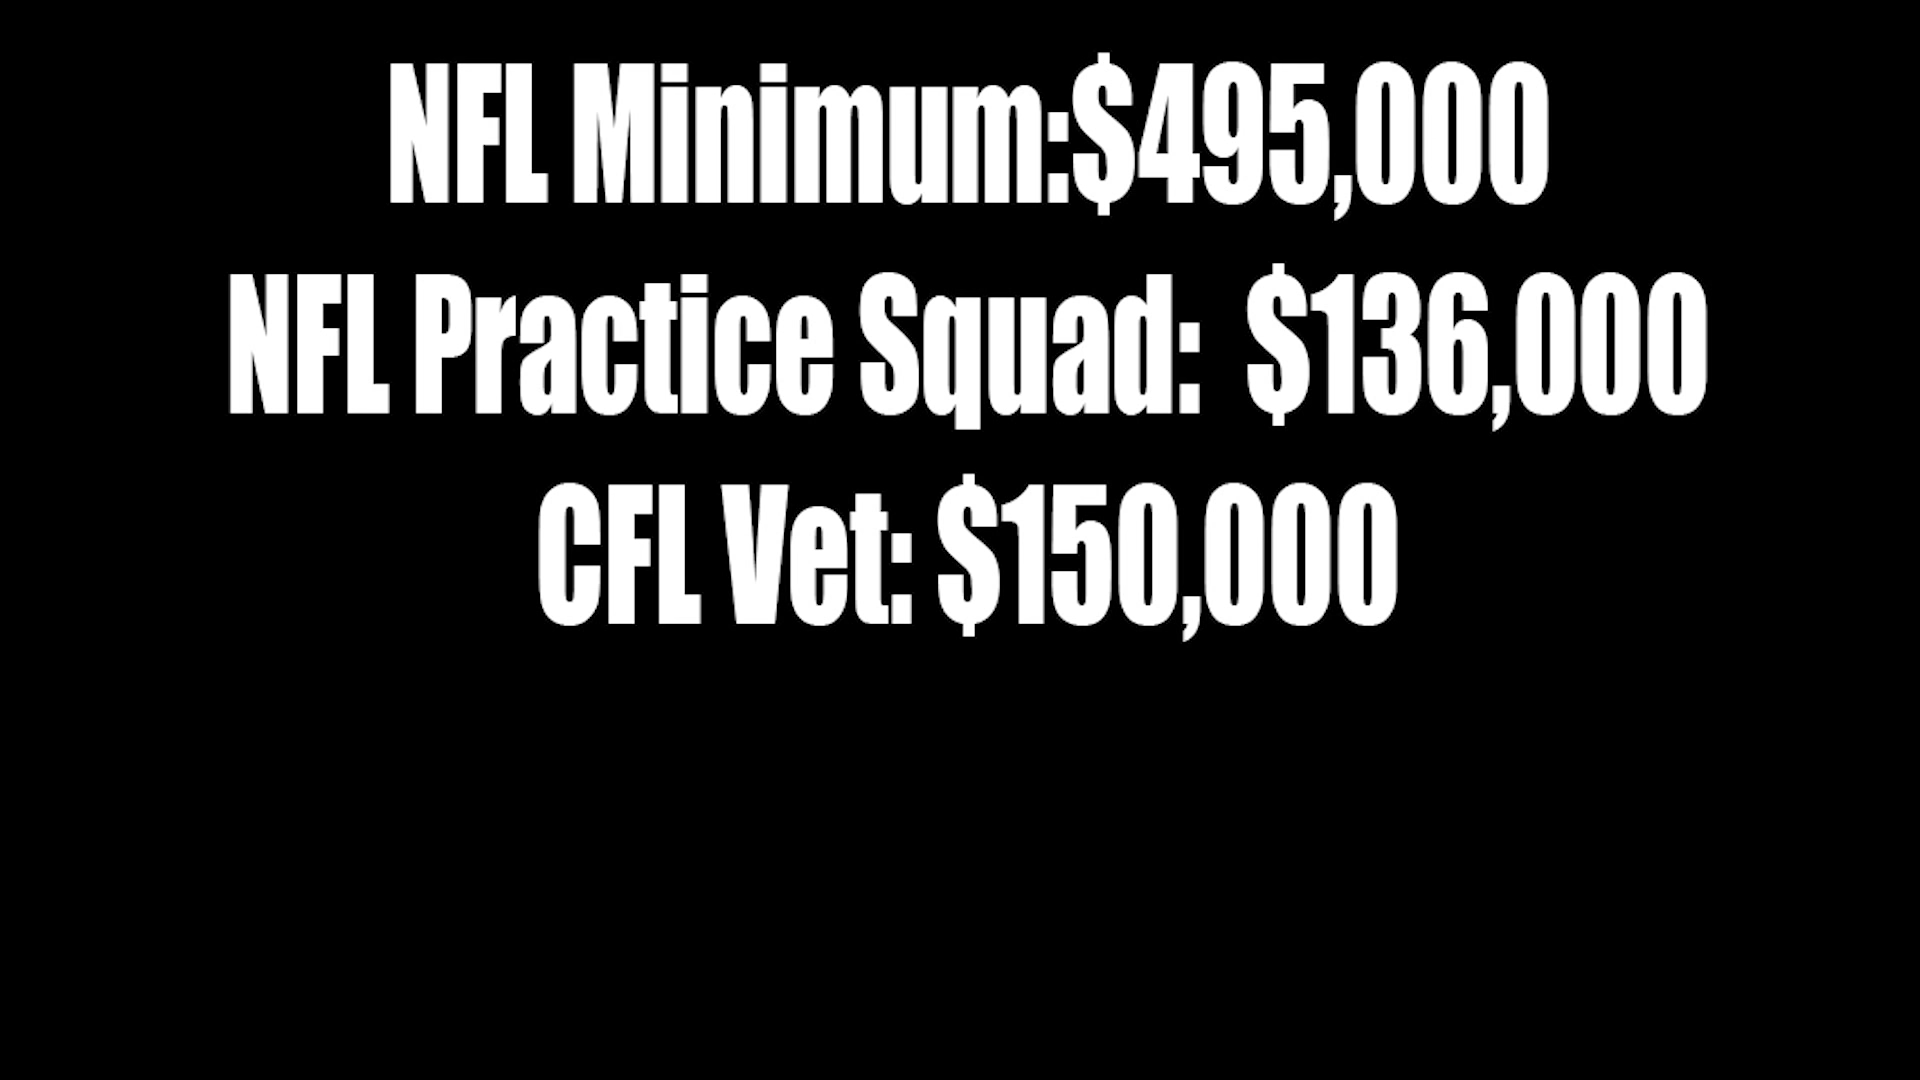 NFL Minimum:$495,000
NFL Practice Squad: $136,000
CFL Vet: $150,000